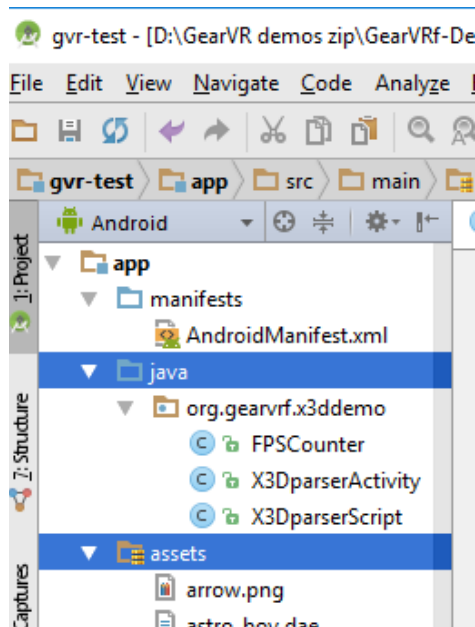 gvr-test - [D:\GearVR demos zip\GearVRf-De
File Edit View Navigate Code Analyze
gvr-test app src main
Android
1: Project
app
manifests
AndroidManifest.xml
java
org.gearvrf.x3ddemo
7: Structure
C FPSCounter
C X3DparserActivity
C X3DparserScript
assets
Captures
arrow.png
astro_boy.dae